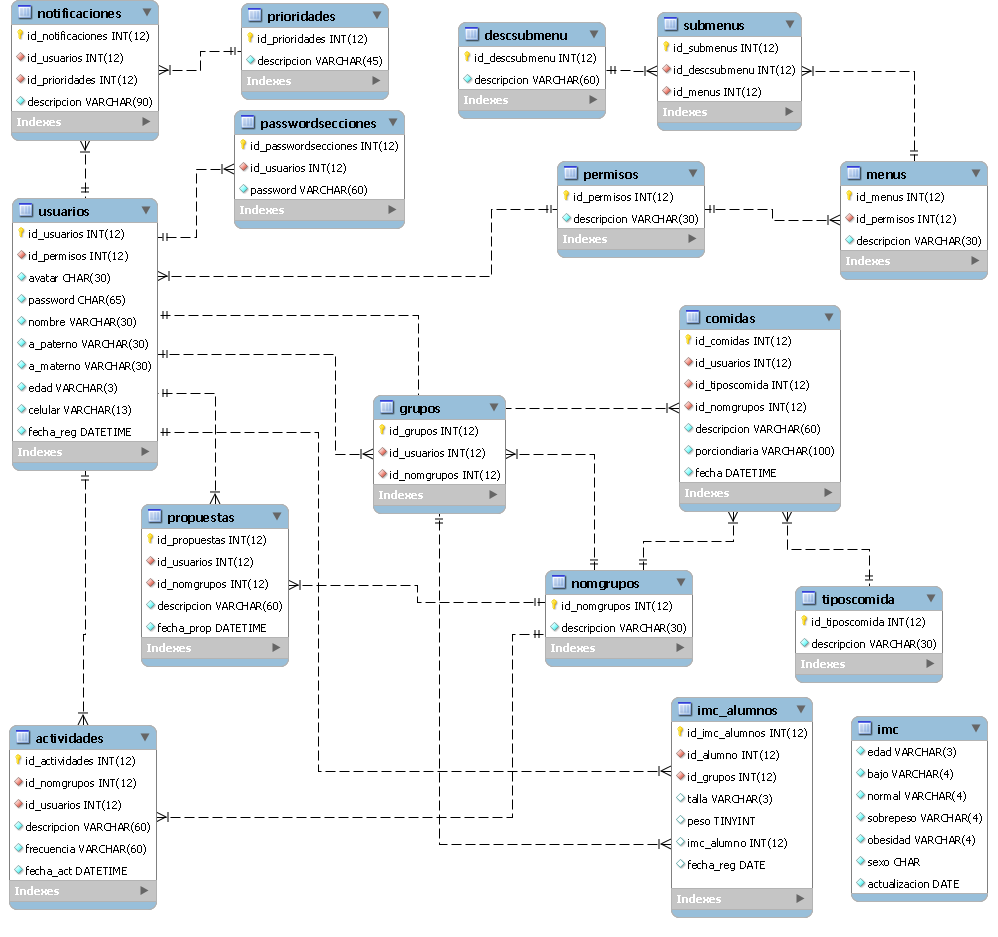 notificaciones
id_notificaciones INT(12)
id_usuarios INT(12)
id_prioridades INT(12)
descripcion VARCHAR(90)
Indexes
prioridades
id_prioridades INT(12)
descripcion VARCHAR(45)
Indexes
passwordsecciones
id_passwordsecciones INT(12)
id_usuarios INT(12)
password VARCHAR(60)
Indexes
descsubmenu
id_descsubmenu INT(12)
descripcion VARCHAR(60)
Indexes
submenus
id_submenus INT(12)
id_descsubmenu INT(12)
id_menus INT(12)
Indexes
permisos
id_permisos INT(12)
descripcion VARCHAR(30)
Indexes
menus
id_menus INT(12)
id_permisos INT(12)
descripcion VARCHAR(30)
Indexes
usuarios
id_usuarios INT(12)
id_permisos INT(12)
avatar CHAR(30)
password CHAR(65)
nombre VARCHAR(30)
a_paterno VARCHAR(30)
a_materno VARCHAR(30)
edad VARCHAR(3)
celular VARCHAR(13)
fecha_reg DATETIME
Indexes
grupos
id_grupos INT(12)
id_usuarios INT(12)
id_nomgrupos INT(12)
Indexes
comidas
id_comidas INT(12)
id_usuarios INT(12)
id_tiposcomida INT(12)
id_nomgrupos INT(12)
descripcion VARCHAR(60)
porciondiaria VARCHAR(100)
fecha DATETIME
Indexes
propuestas
id_propuestas INT(12)
id_usuarios INT(12)
id_nomgrupos INT(12)
descripcion VARCHAR(60)
fecha_prop DATETIME
Indexes
nomgrupos
id_nomgrupos INT(12)
descripcion VARCHAR(30)
Indexes
tiposcomida
id_tiposcomida INT(12)
descripcion VARCHAR(30)
Indexes
actividades
id_actividades INT(12)
id_nomgrupos INT(12)
id_usuarios INT(12)
descripcion VARCHAR(60)
frecuencia VARCHAR(60)
fecha_act DATETIME
Indexes
imc_alumnos
id_imc_alumnos INT(12)
id_alumno INT(12)
id_grupos INT(12)
talla VARCHAR(3)
peso TINYINT
imc_alumno INT(12)
fecha_reg DATE
Indexes
imc
edad VARCHAR(3)
bajo VARCHAR(4)
normal VARCHAR(4)
sobrepeso VARCHAR(4)
obesidad VARCHAR(4)
sexo CHAR
actualizacion DATE